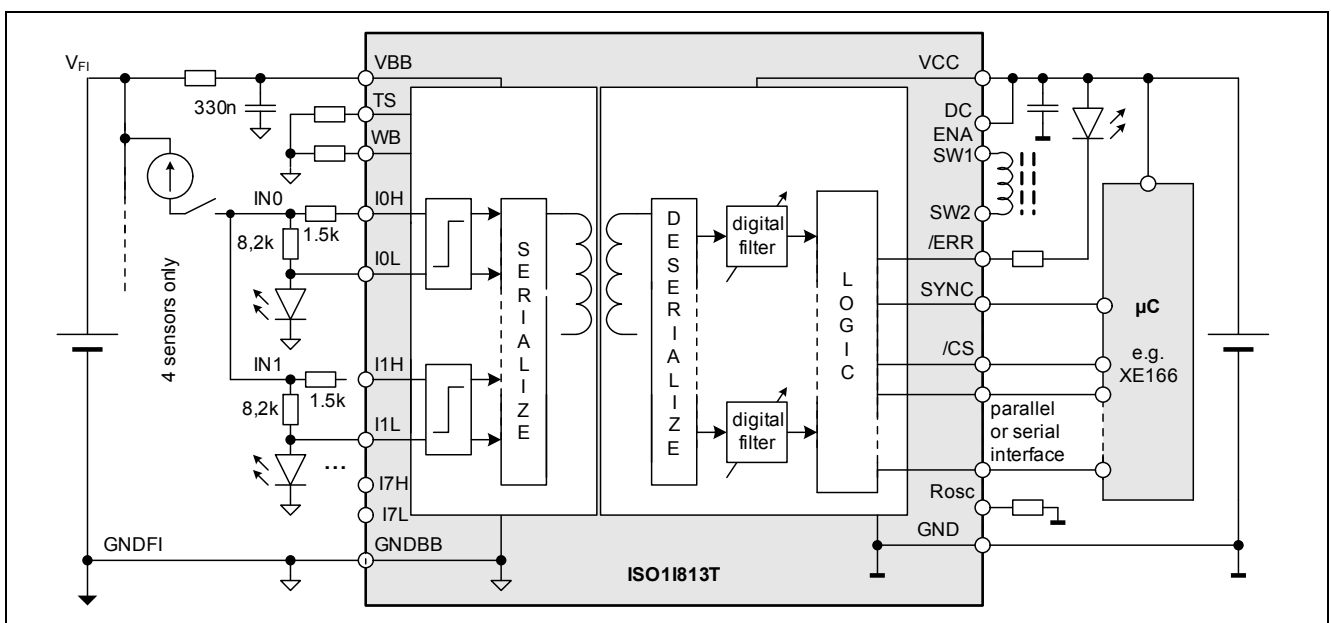 V_FI
VBB
VCC
330n
TS
DC
WB
ENA
SW1
IN0
I0H
SW2
8,2k
1.5k
I0L
/ERR
4 sensors only
SERIALIZE
DESERIALIZE
digital
filter
LOGIC
SYNC
µC
/CS
e.g.
XE166
IN1
I1H
8,2k
1.5k
I1L
digital
filter
parallel
or serial
interface
...
I7H
Rosc
I7L
GNDFI
GNDBB
GND
ISO1I813T